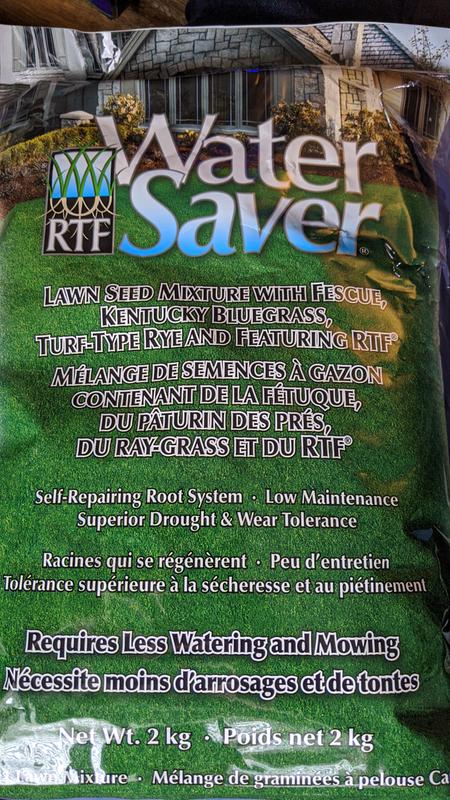 Water
Saver®
RTF
Lawn Seed Mixture with Fescue,
Kentucky Bluegrass,
Turf-Type Rye and Featuring RTF®
Mélange de semences à gazon
contenant de la fétuque,
du pâturin des prés,
du ray-grass et du RTF®
Self-Repairing Root System · Low Maintenance
Superior Drought & Wear Tolerance
Racines qui se régénèrent · Peu d'entretien
Tolérance supérieure à la sécheresse et au piétinement
Requires Less Watering and Mowing
Nécessite moins d'arrosages et de tontes
Net Wt. 2 kg · Poids net 2 kg
Lawn Mixture · Mélange de graminées à pelouse Ca